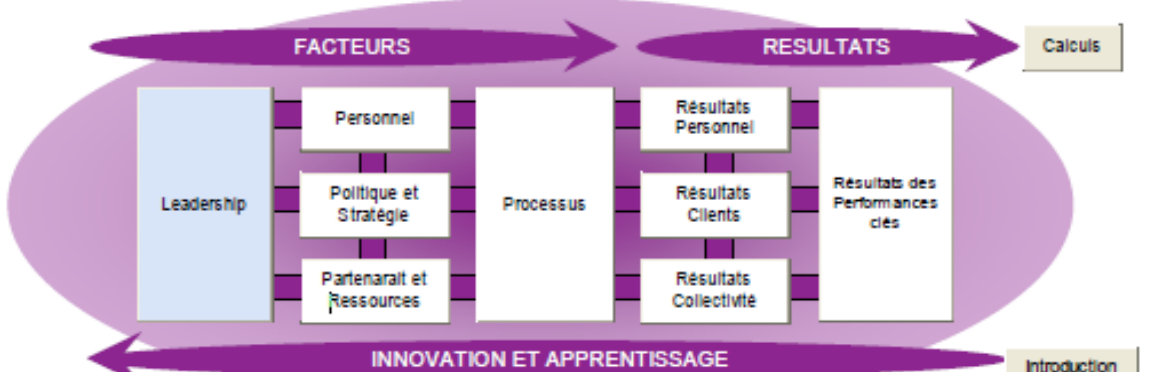 FACTEURS
RESULTATS
Calculs
Leadership
Personnel
Politique et
Stratégie
Partenarait et
Ressources
Processus
Résultats
Personnel
Résultats
Clients
Résultats
Collectivité
Résultats des
Performances
clés
INNOVATION ET APPRENTISSAGE
Introduction